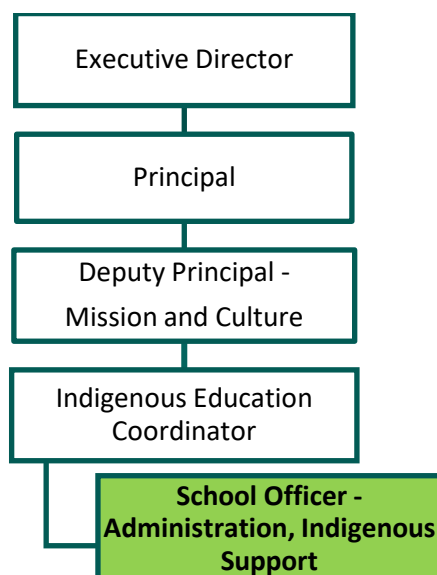 Executive Director
Principal
Deputy Principal -
Mission and Culture
Indigenous Education
Coordinator
School Officer -
Administration, Indigenous
Support